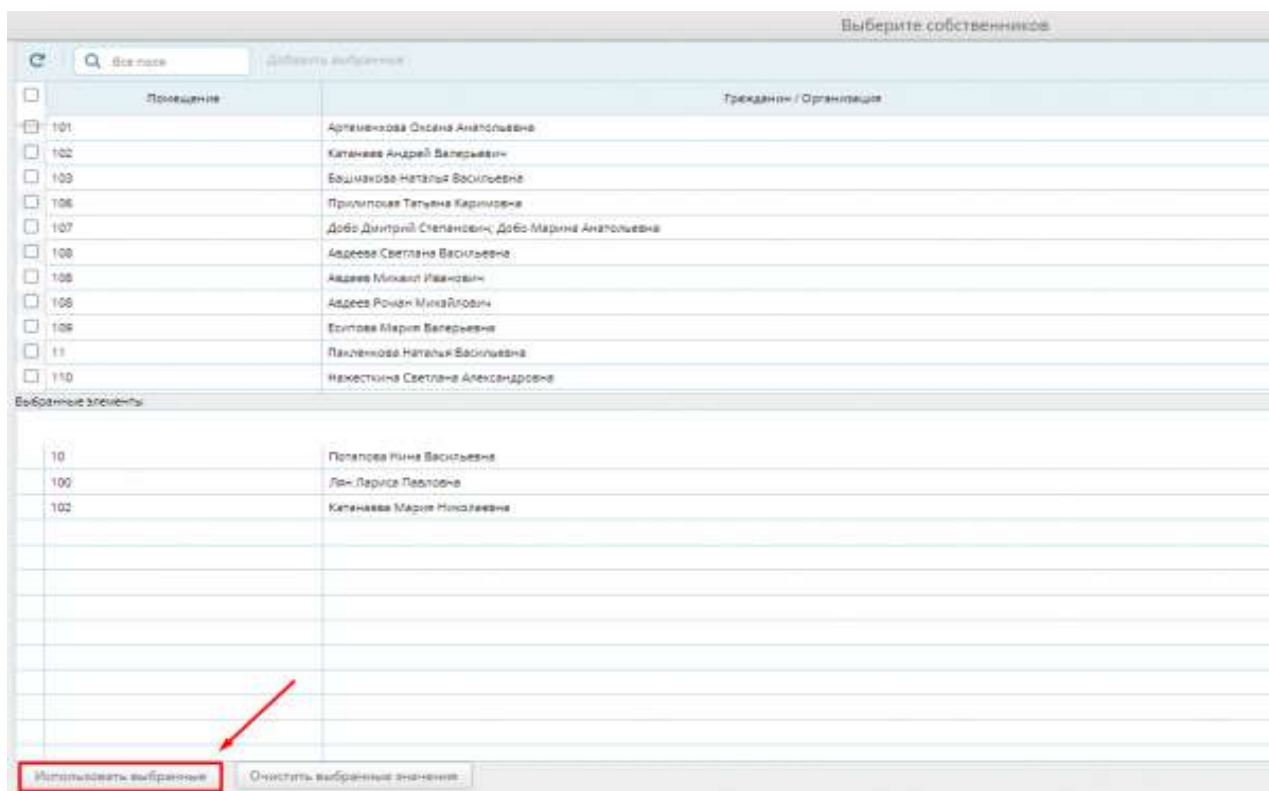 Выберите собственников
Все поля Добавить выбранные
Помещение Гражданин / Организация
101 Артеменкова Оксана Анатольевна
102 Катанаев Андрей Валерьевич
103 Башмакова Наталья Васильевна
106 Татьяна Каримовна
107 Добо Дмитрий Степанович; Добо Марина Анатольевна
108 Авдеева Светлана Васильевна
108 Авдеев Михаил Иванович
108 Авдеев Роман Михайлович
109 Есипова Мария Валерьевна
11 Пакленкова Наталья Васильевна
110 Нажесткина Светлана Александровна
Выбранные элементы
10 Потапова Нина Васильевна
100 Лян Лариса Павловна
102 Катанаева Мария Николаевна
Использовать выбранные Очистить выбранные значения